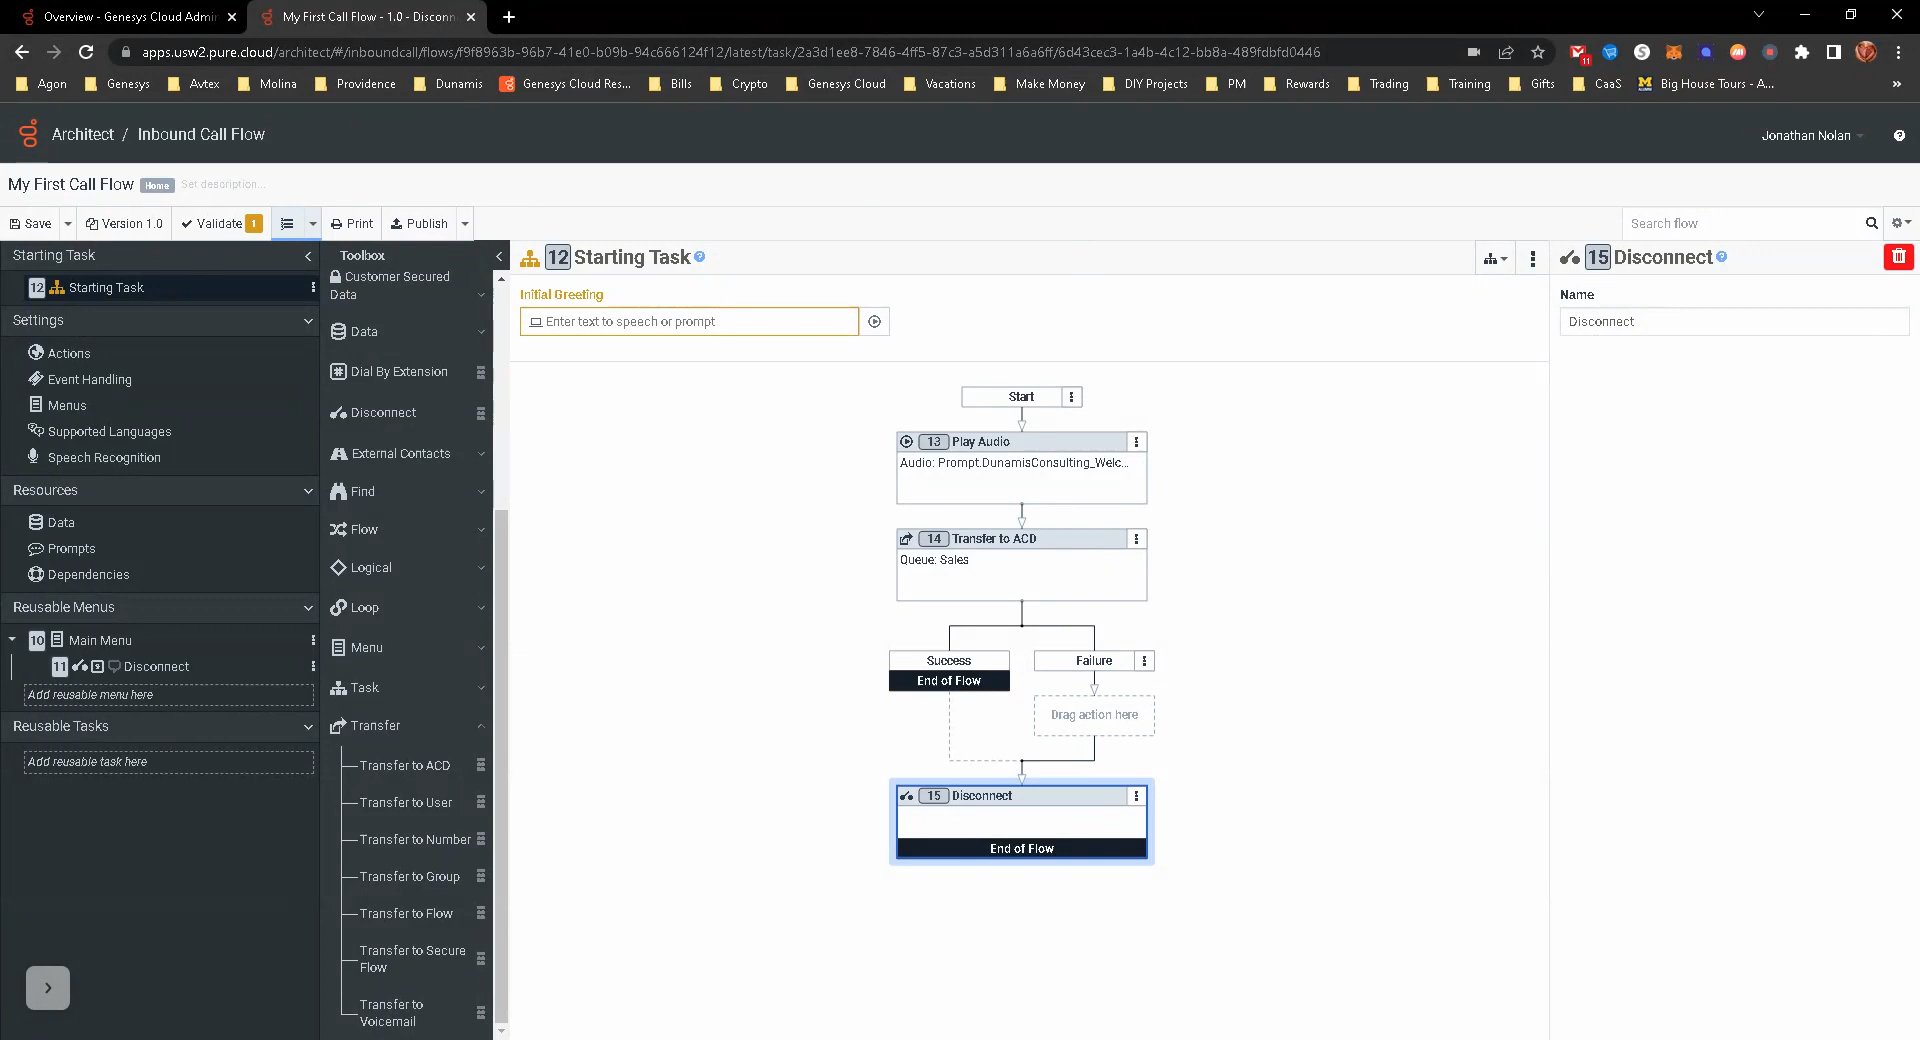 Overview - Genesys Cloud Admin
My First Call Flow - 1.0 - Disconn
apps.usw2.pure.cloud/architect/#/inboundcall/flows/f9f8963b-96b7-41e0-b09b-94c666124f12/latest/task/2a3d1ee8-7846-4ff5-87c3-a5d311a6a6ff/6d43cec3-1a4b-4c12-bb8a-489fdbfd0446
11
Agon
Genesys
Avtex
Molina
Providence
Dunamis
Genesys Cloud Res...
Bills
Crypto
Genesys Cloud
Vacations
Make Money
DIY Projects
PM
Rewards
Trading
Training
Gifts
CaaS
Big House Tours - A...
Architect / Inbound Call Flow
Jonathan Nolan
My First Call Flow Home Set description...
Save
Version 1.0
Validate 1
Print
Publish
Search flow
Starting Task
12 Starting Task
Settings
Actions
Event Handling
Menus
Supported Languages
Speech Recognition
Resources
Data
Prompts
Dependencies
Reusable Menus
10 Main Menu
11 9 Disconnect
Add reusable menu here
Reusable Tasks
Add reusable task here
Toolbox
Customer Secured
Data
Data
Dial By Extension
Disconnect
External Contacts
Find
Flow
Logical
Loop
Menu
Task
Transfer
Transfer to ACD
Transfer to User
Transfer to Number
Transfer to Group
Transfer to Flow
Transfer to Secure
Flow
Transfer to
Voicemail
12 Starting Task
Initial Greeting
Enter text to speech or prompt
Start
13 Play Audio
Audio: Prompt.DunamisConsulting_Welc...
14 Transfer to ACD
Queue: Sales
Success
End of Flow
Failure
Drag action here
15 Disconnect
End of Flow
15 Disconnect
Name
Disconnect